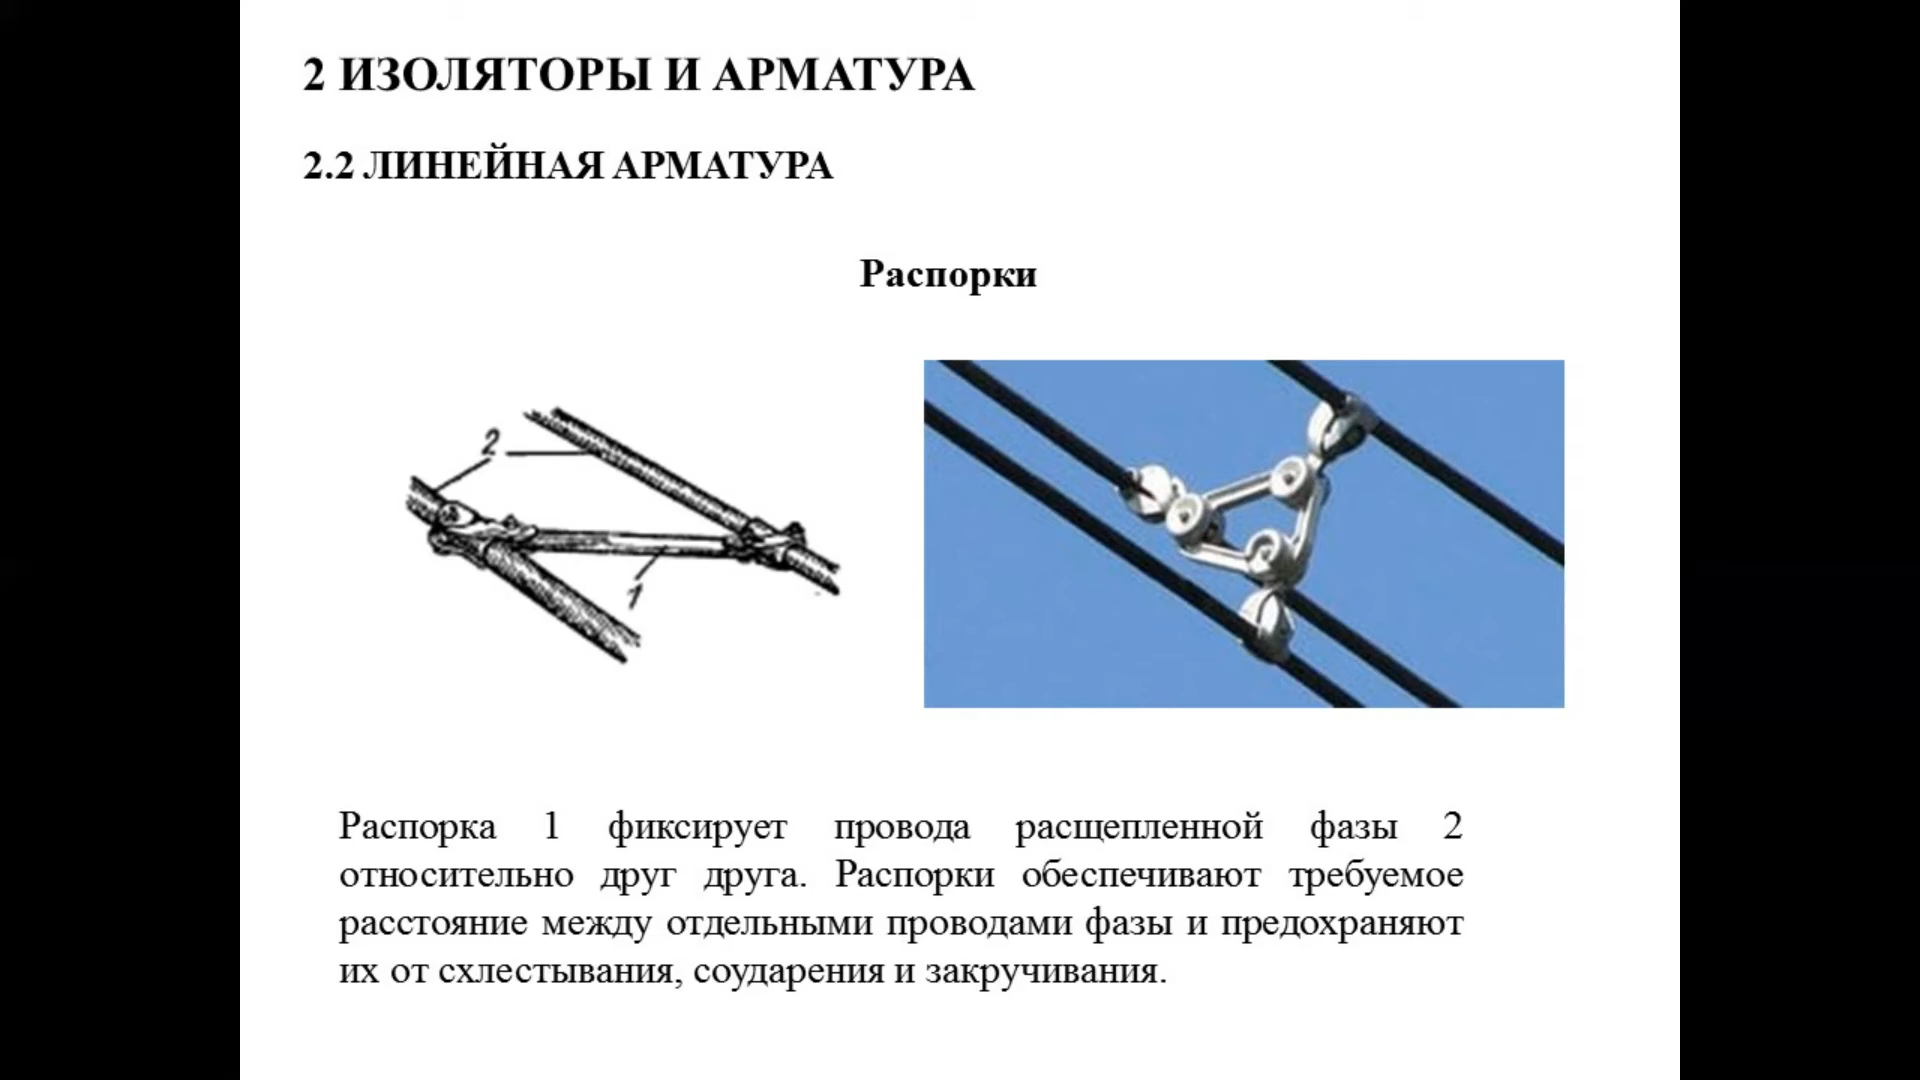 2 ИЗОЛЯТОРЫ И АРМАТУРА
2.2 ЛИНЕЙНАЯ АРМАТУРА
Распорки
2
1
Распорка 1 фиксирует провода расщепленной фазы 2
относительно друг друга. Распорки обеспечивают требуемое
расстояние между отдельными проводами фазы и предохраняют
их от схлестывания, соударения и закручивания.